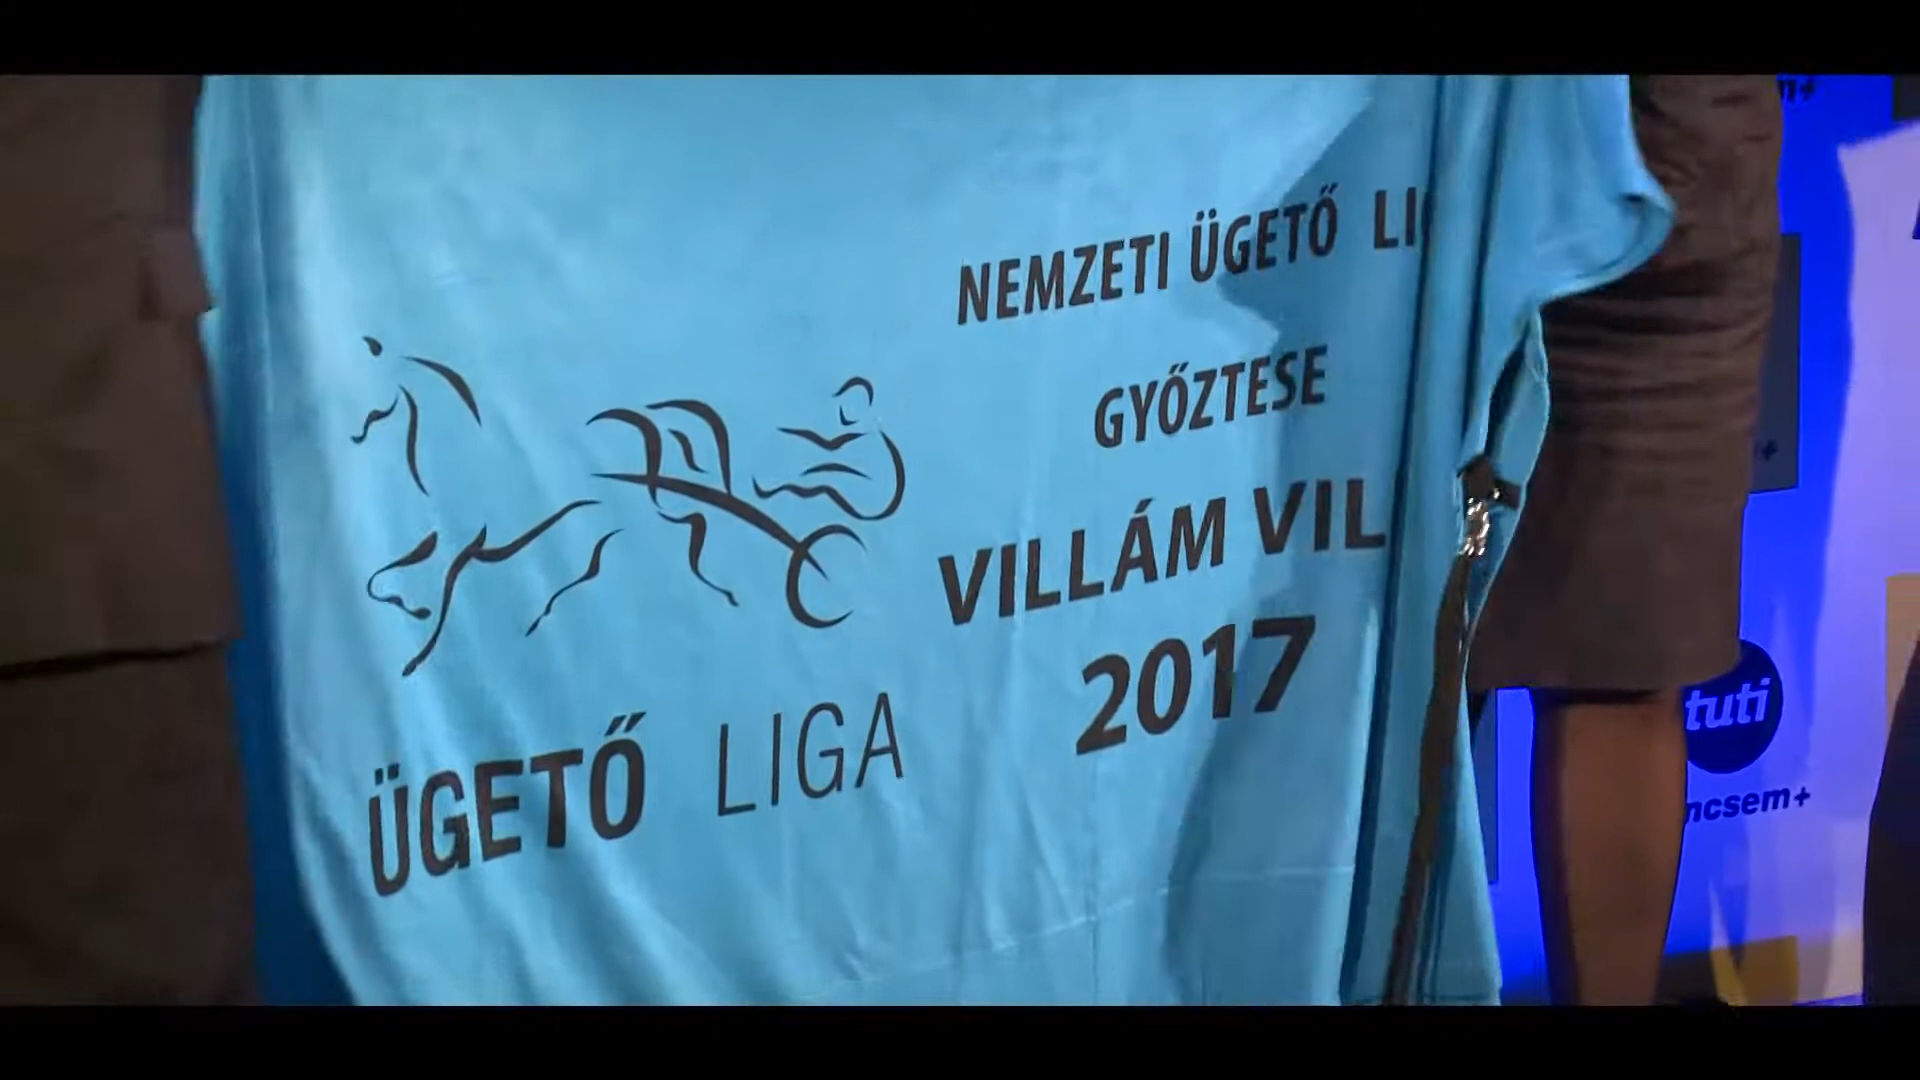 NEMZETI ÜGETŐ LI
GYŐZTESE
VILLÁM VIL
2017
ÜGETŐ LIGA
tuti
ncsem+